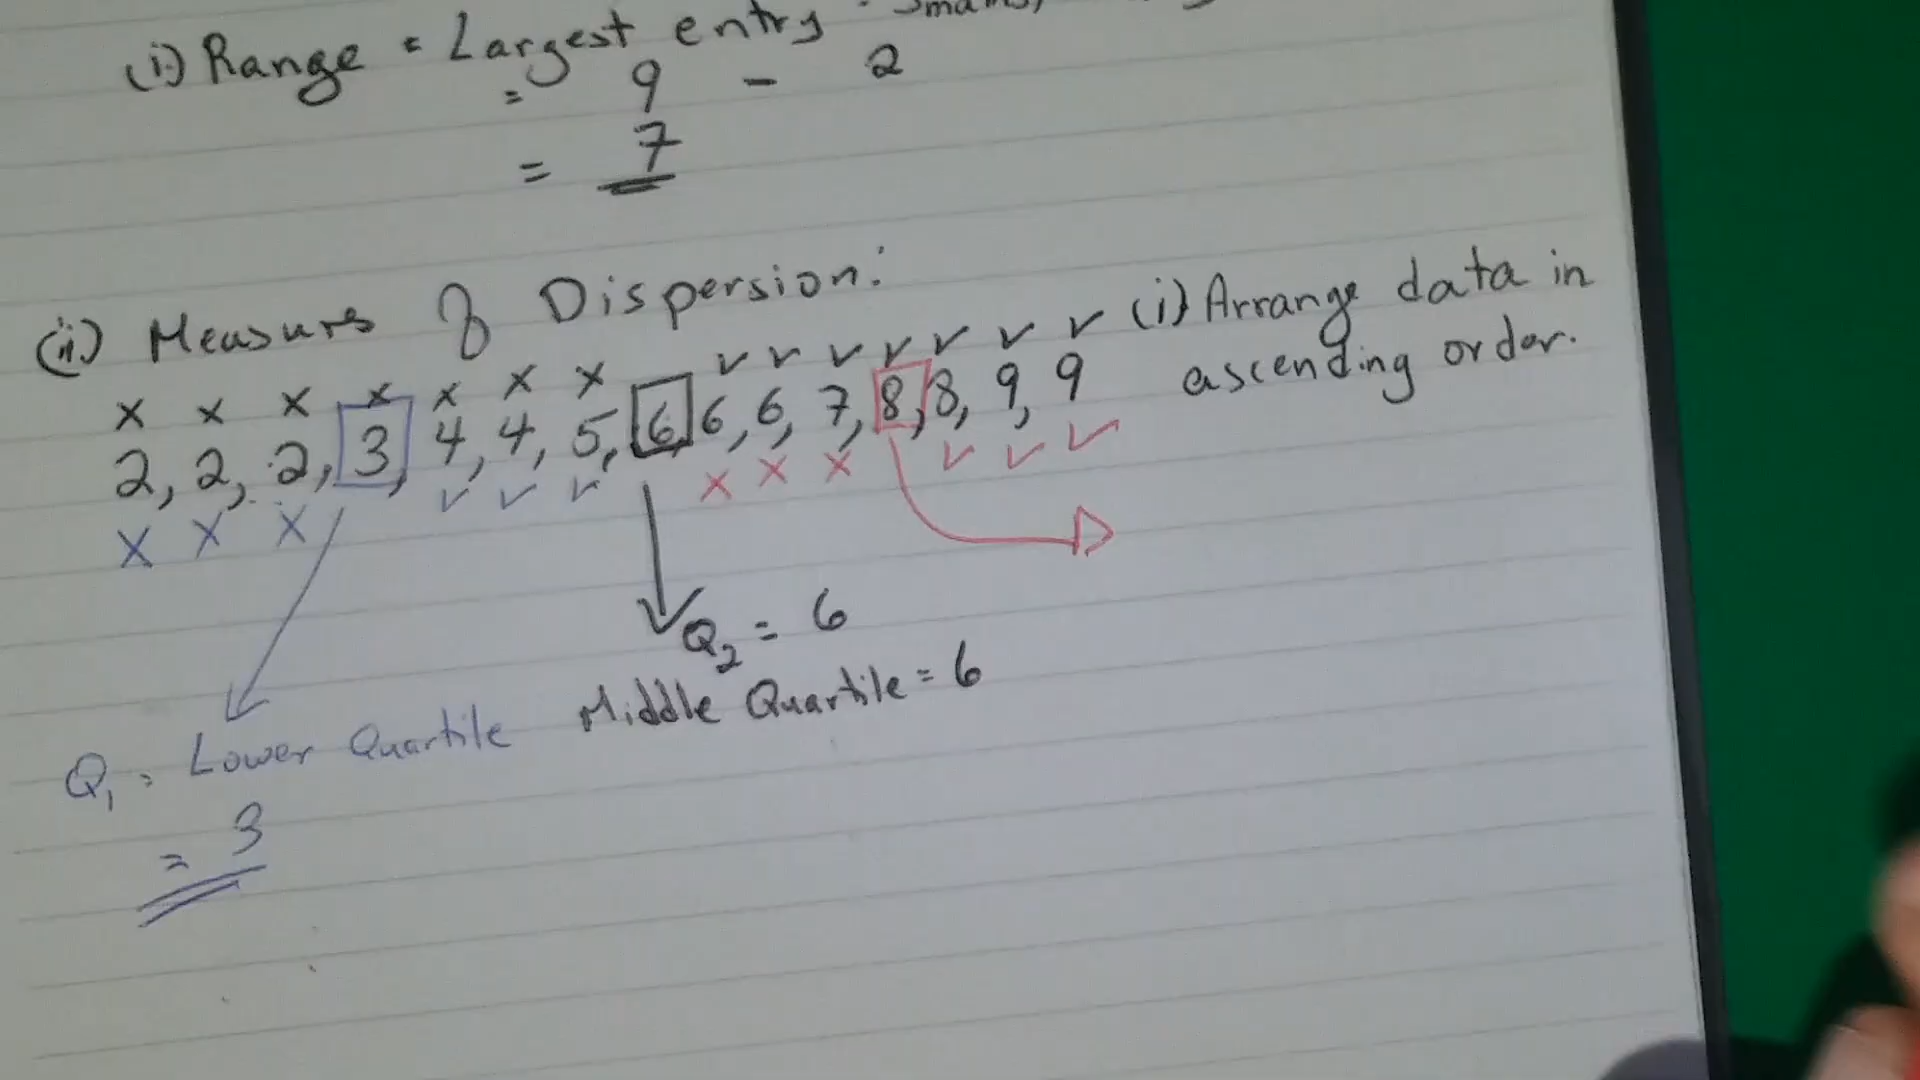 (i) Range = Largest entry -
= 9 - 2
= 7
(ii) Measures of Dispersion:
(i) Arrange data in
ascending order.
x x x x x x x ✓ ✓ ✓ ✓ ✓ ✓ ✓
2, 2, 2, 3, 4, 4, 5, 6, 6, 6, 7, 8, 8, 9, 9
x x x ✓ ✓ ✓ x x x ✓ ✓ ✓
Q2 = 6
Middle Quartile = 6
Q1 = Lower Quartile
= 3